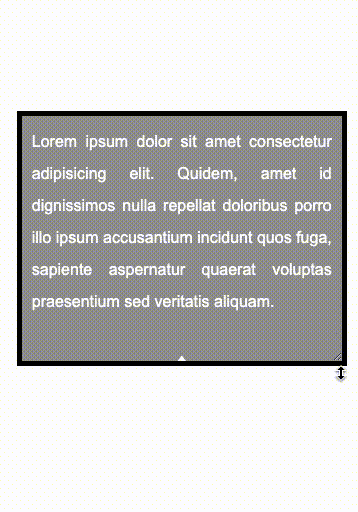 Lorem ipsum dolor sit amet consectetur
adipisicing elit. Quidem, amet id
dignissimos nulla repellat doloribus porro
illo ipsum accusantium incidunt quos fuga,
sapiente aspernatur quaerat voluptas
praesentium sed veritatis aliquam.